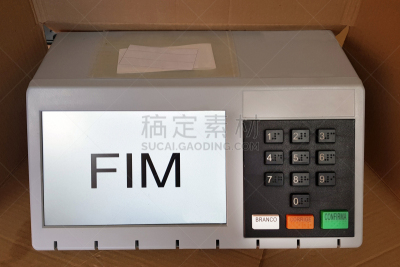 稿定素材
SUCAI.GAODING.COM
FIM
1 2 3
4 5 6
7 8 9
0
BRANCO
CORRIGE
CONFIRMA